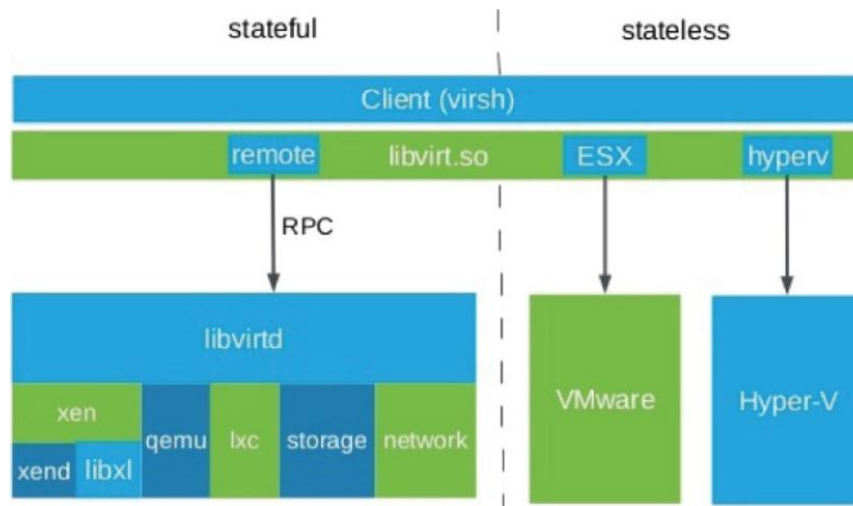 stateful
stateless
Client (virsh)
remote
libvirt.so
ESX
hyperv
RPC
libvirtd
xen
xend
libxl
qemu
lxc
storage
network
VMware
Hyper-V